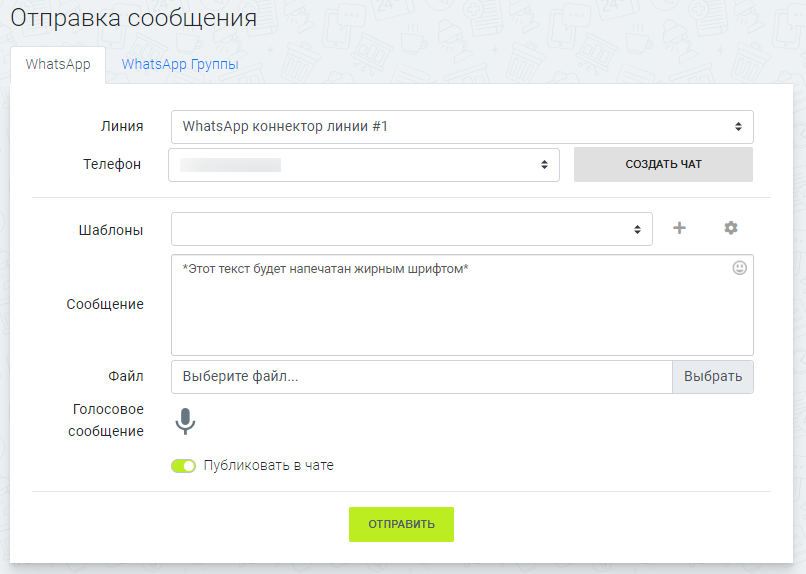 Отправка сообщения
WhatsApp
WhatsApp Группы
Линия
WhatsApp коннектор линии #1
Телефон
СОЗДАТЬ ЧАТ
Шаблоны
*Этот текст будет напечатан жирным шрифтом*
Сообщение
Файл
Выберите файл...
Выбрать
Голосовое
сообщение
Публиковать в чате
ОТПРАВИТЬ